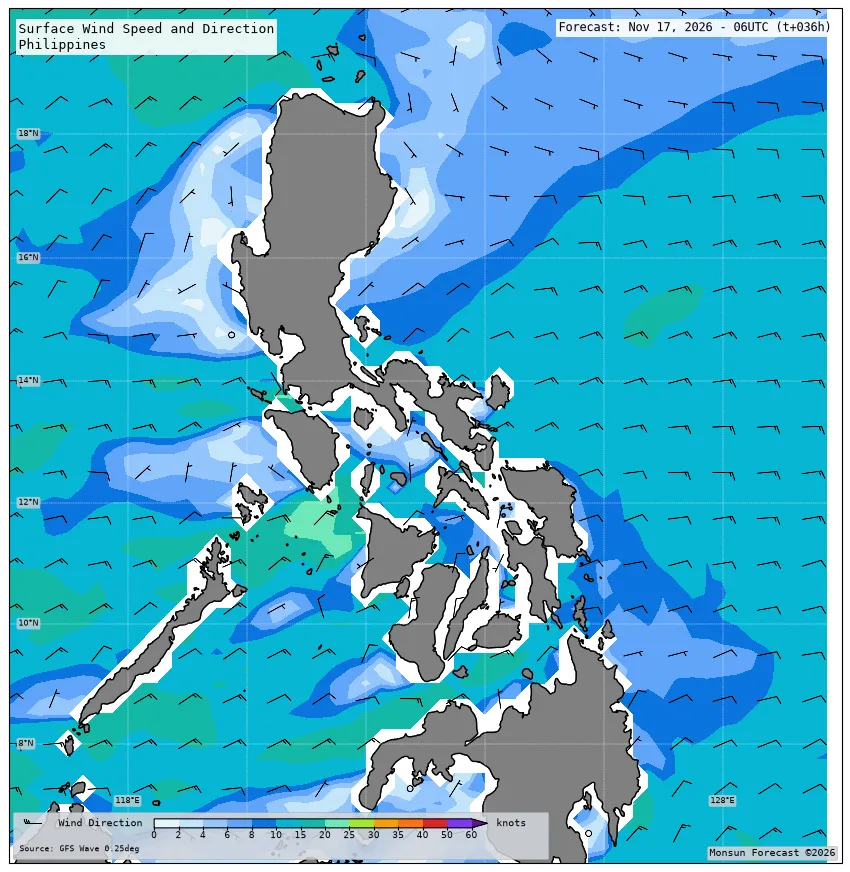 Surface Wind Speed and Direction
Philippines
Forecast: Nov 17, 2026 - 06UTC (t+036h)
18°N
16°N
14°N
12°N
10°N
8°N
118°E
128°E
Wind Direction
0 2 4 6 8 10 15 20 25 30 35 40 50 60 knots
Source: GFS Wave 0.25deg
Monsun Forecast ©2026